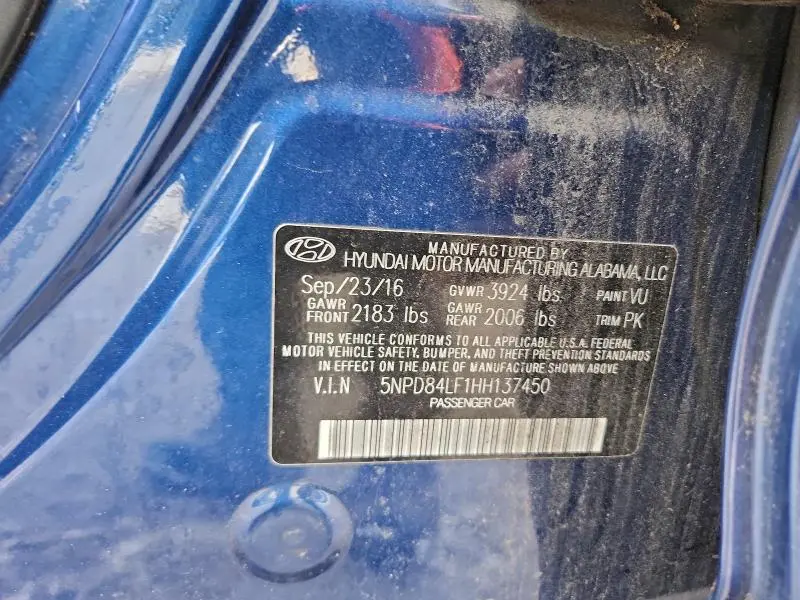 MANUFACTURED BY
HYUNDAI MOTOR MANUFACTURING ALABAMA, LLC
Sep/23/16 GVWR 3924 lbs. PAINT VU
GAWR FRONT 2183 lbs GAWR REAR 2006 lbs TRIM PK
THIS VEHICLE CONFORMS TO ALL APPLICABLE U.S.A. FEDERAL
MOTOR VEHICLE SAFETY, BUMPER, AND THEFT PREVENTION STANDARDS
IN EFFECT ON THE DATE OF MANUFACTURE SHOWN ABOVE
V.I.N 5NPD84LF1HH137450
PASSENGER CAR